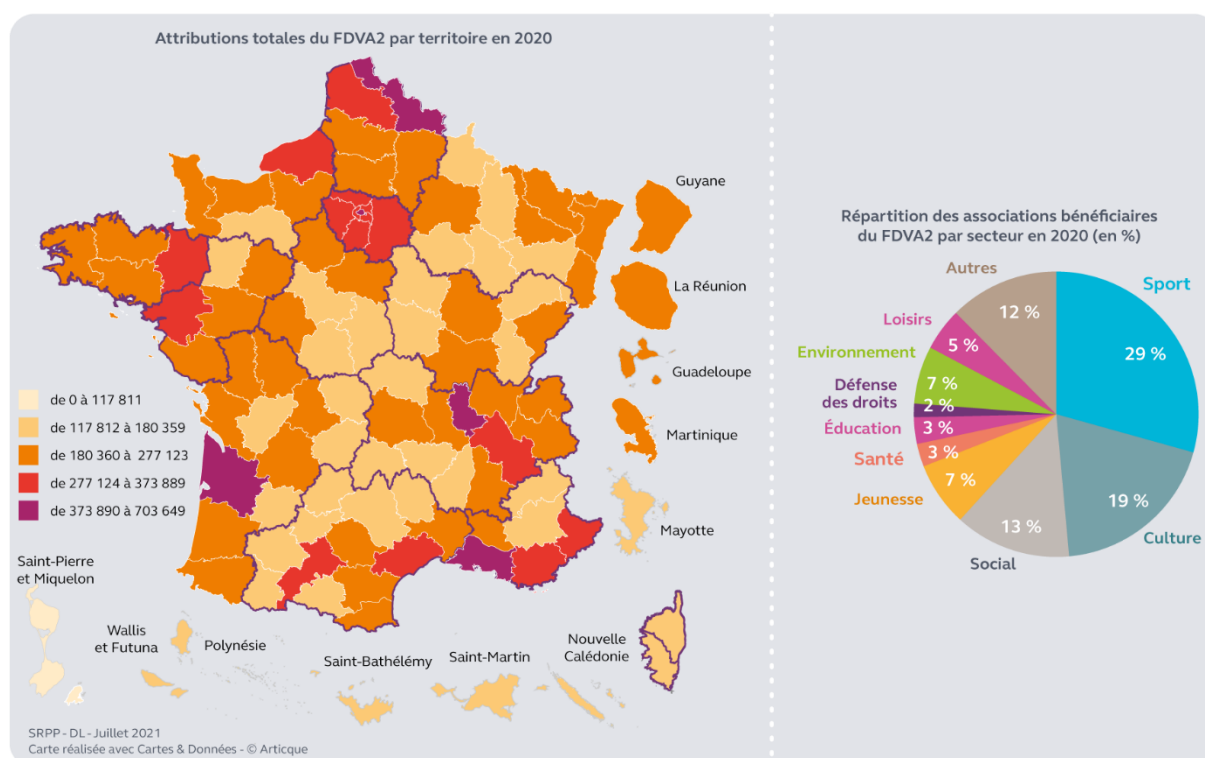 Attributions totales du FDVA2 par territoire en 2020
Guyane
La Réunion
Guadeloupe
Martinique
Mayotte
de 0 à 117 811
de 117 812 à 180 359
de 180 360 à 277 123
de 277 124 à 373 889
de 373 890 à 703 649
Saint-Pierre
et Miquelon
Wallis
et Futuna
Polynésie
Saint-Bathélémy
Saint-Martin
Nouvelle
Calédonie
SRPP - DL - Juillet 2021
Carte réalisée avec Cartes & Données - © Articque
Répartition des associations bénéficiaires
du FDVA2 par secteur en 2020 (en %)
Autres
12 %
Sport
29 %
Loisirs
5 %
Environnement
7 %
Défense
des droits
2 %
Éducation
3 %
Santé
3 %
Jeunesse
7 %
Social
13 %
Culture
19 %